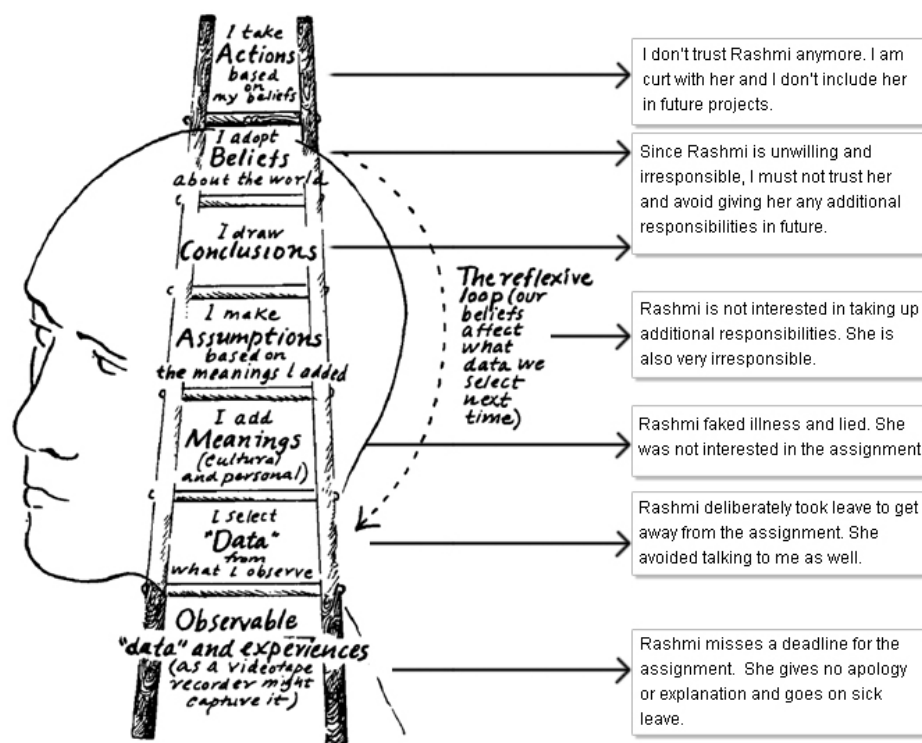 I take
Actions
based
on
my beliefs
I adopt
Beliefs
about the world
I draw
Conclusions
I make
Assumptions
based on
the meanings I added
I add
Meanings
(cultural
and personal)
I select
"Data"
from
what I observe
Observable
"data" and experiences
(as a videotape
recorder might
capture it)
The reflexive
loop (our
beliefs
affect
what
data we
select
next
time)
I don't trust Rashmi anymore. I am
curt with her and I don't include her
in future projects.
Since Rashmi is unwilling and
irresponsible, I must not trust her
and avoid giving her any additional
responsibilities in future.
Rashmi is not interested in taking up
additional responsibilities. She is
also very irresponsible.
Rashmi faked illness and lied. She
was not interested in the assignment
Rashmi deliberately took leave to get
away from the assignment. She
avoided talking to me as well.
Rashmi misses a deadline for the
assignment.  She gives no apology
or explanation and goes on sick
leave.